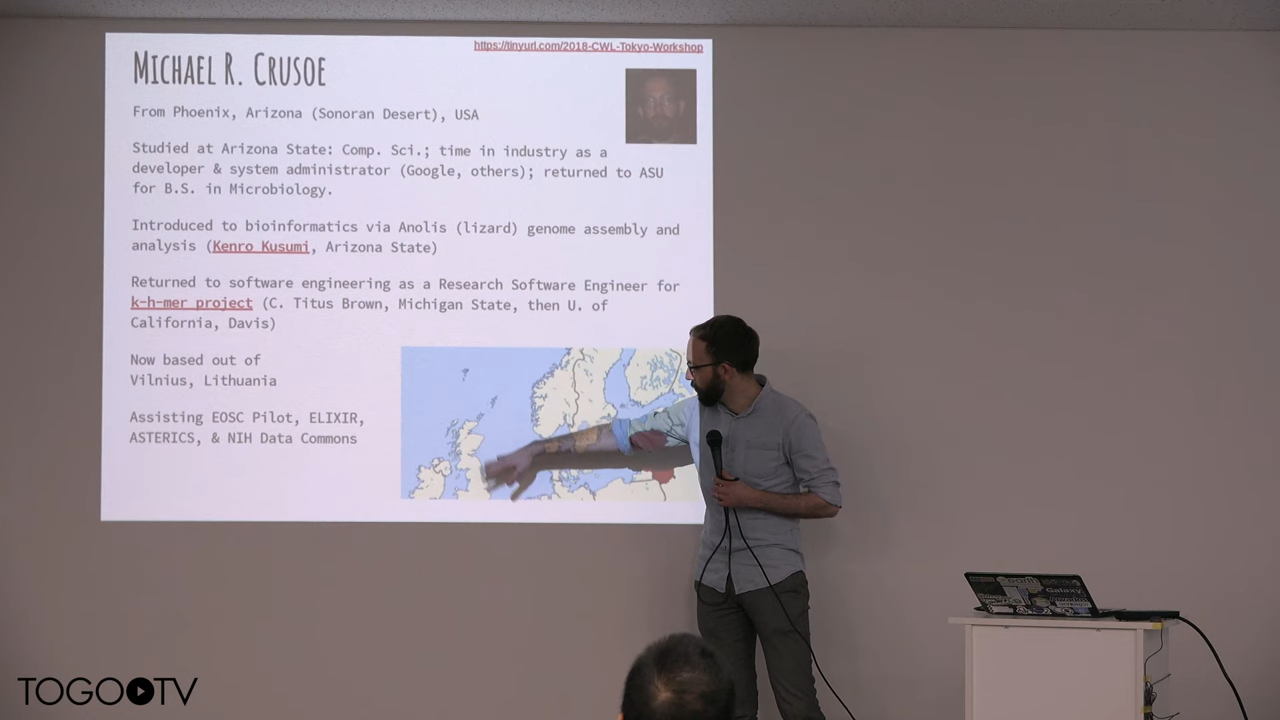 https://tinyurl.com/2018-CWL-Tokyo-Workshop
MICHAEL R. CRUSOE
From Phoenix, Arizona (Sonoran Desert), USA
Studied at Arizona State: Comp. Sci.; time in industry as a
developer & system administrator (Google, others); returned to ASU
for B.S. in Microbiology.
Introduced to bioinformatics via Anolis (lizard) genome assembly and
analysis (Kenro Kusumi, Arizona State)
Returned to software engineering as a Research Software Engineer for
k-h-mer project (C. Titus Brown, Michigan State, then U. of
California, Davis)
Now based out of
Vilnius, Lithuania
Assisting EOSC Pilot, ELIXIR,
ASTERICS, & NIH Data Commons
Galaxy
TOGO TV